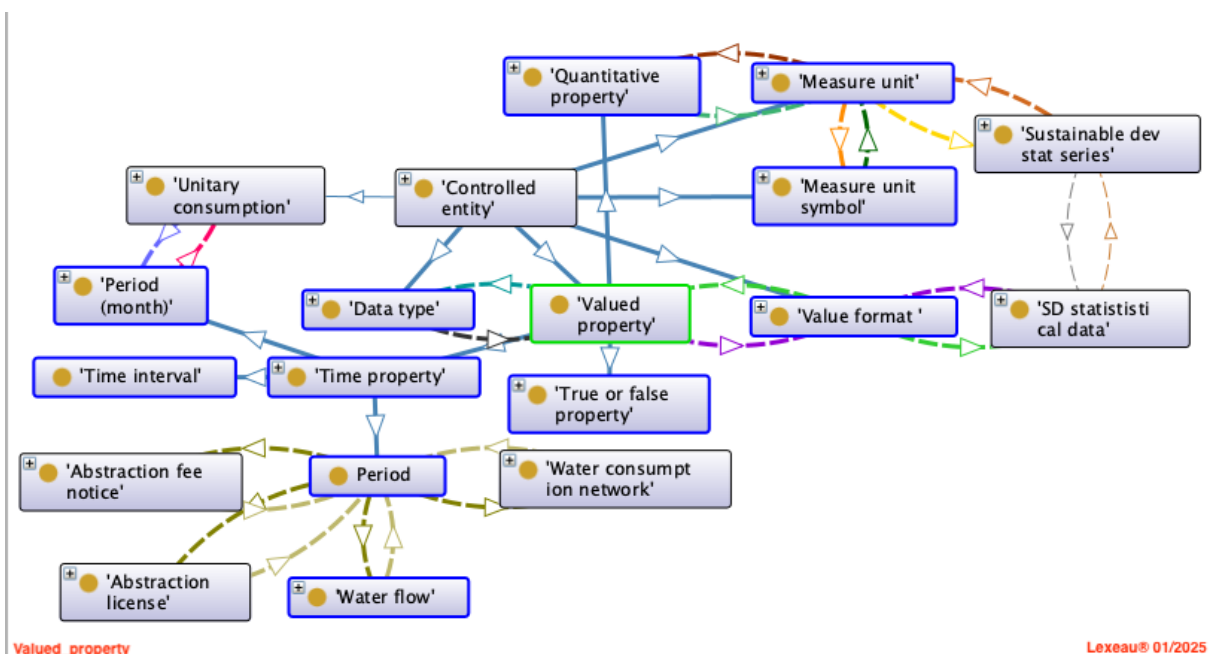 'Quantitative
property'
'Measure unit'
'Sustainable dev
stat series'
'Unitary
consumption'
'Controlled
entity'
'Measure unit
symbol'
'Period
(month)'
'Data type'
'Valued
property'
'Value format '
'SD statististi
cal data'
'Time interval'
'Time property'
'True or false
property'
'Abstraction fee
notice'
Period
'Water consumpt
ion network'
'Abstraction
license'
'Water flow'
Valued property
Lexeau® 01/2025